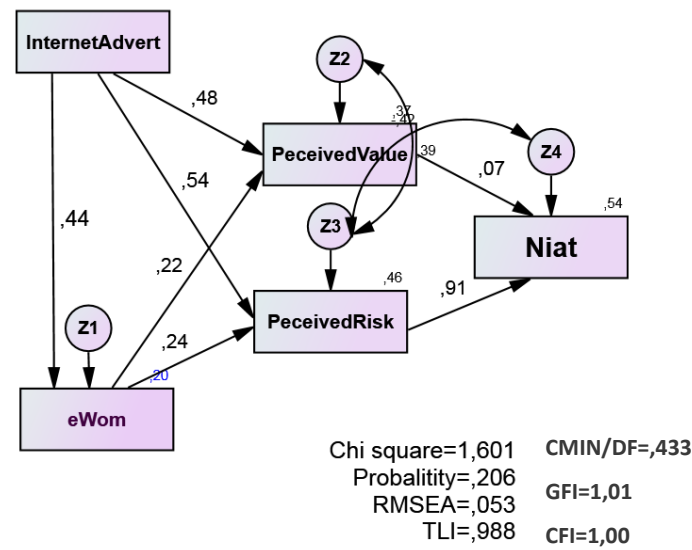 InternetAdvert
Z2
,48
,37
-,42
PeceivedValue
,39
Z4
,54
,07
,44
Z3
,54
Niat
,22
,46
,91
Z1
PeceivedRisk
,24
,20
eWom
Chi square=1,601
CMIN/DF=,433
Probalitity=,206
RMSEA=,053
GFI=1,01
TLI=,988
CFI=1,00